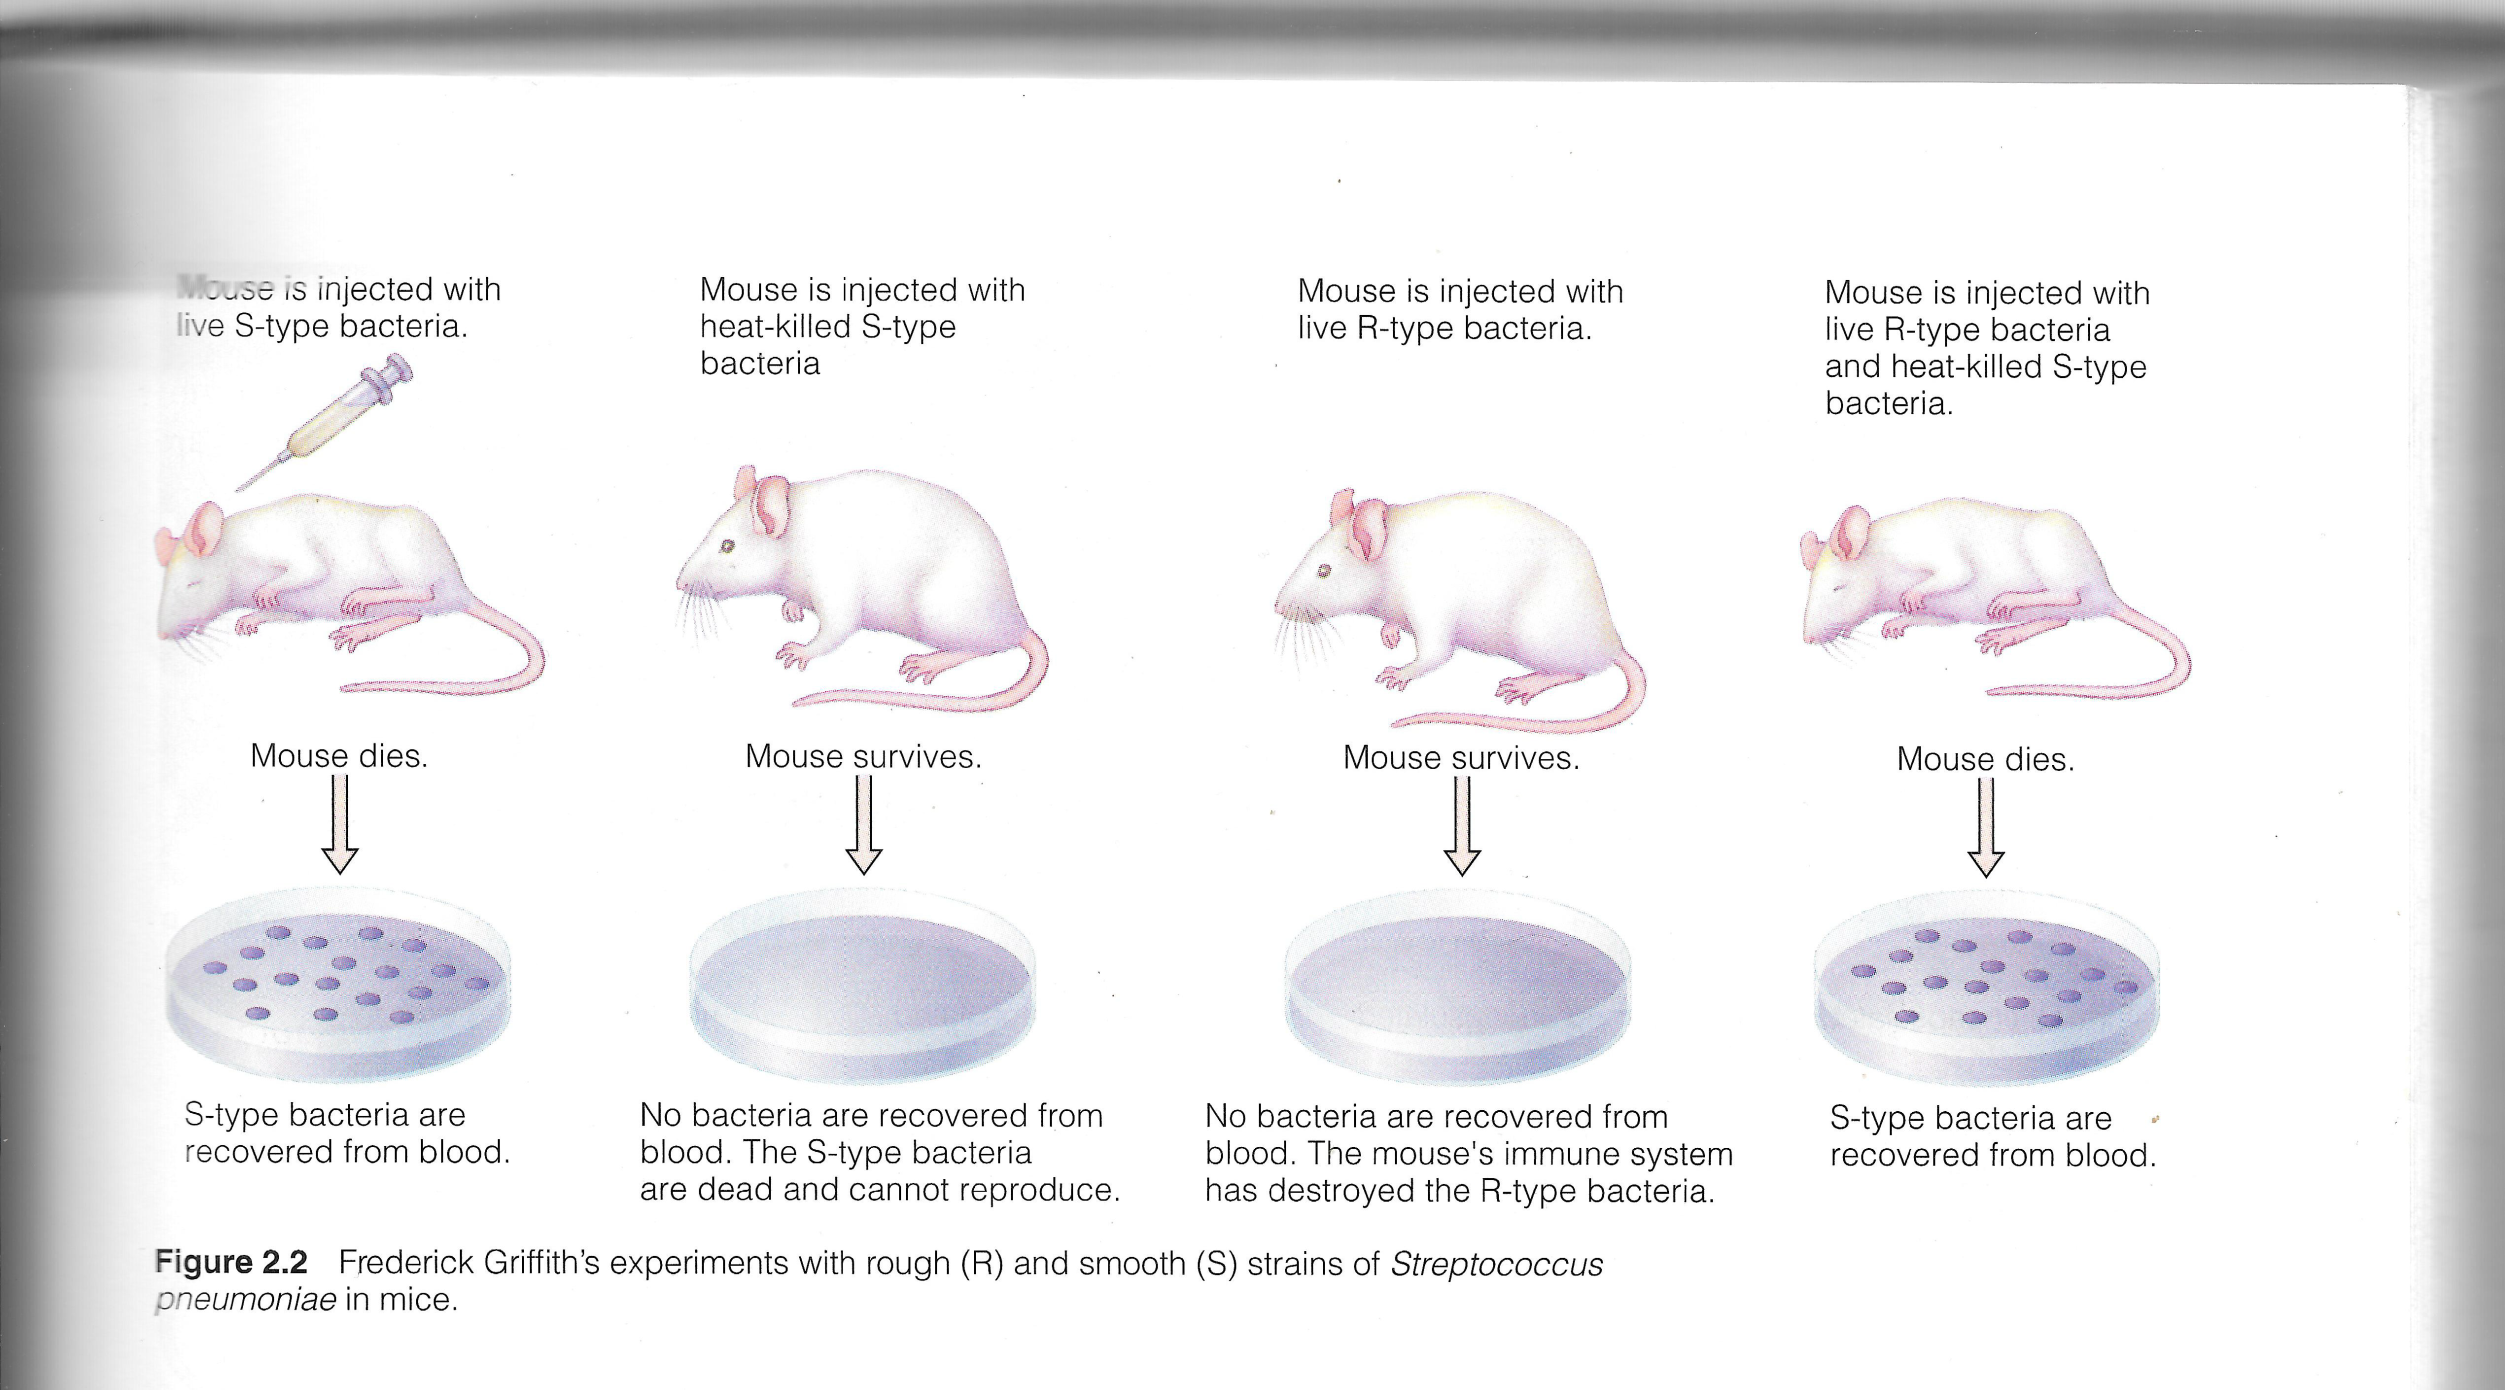 Mouse is injected with
live S-type bacteria.
Mouse is injected with
heat-killed S-type
bacteria
Mouse is injected with
live R-type bacteria.
Mouse is injected with
live R-type bacteria
and heat-killed S-type
bacteria.
Mouse dies.
Mouse survives.
Mouse survives.
Mouse dies.
S-type bacteria are
recovered from blood.
No bacteria are recovered from
blood. The S-type bacteria
are dead and cannot reproduce.
No bacteria are recovered from
blood. The mouse's immune system
has destroyed the R-type bacteria.
S-type bacteria are
recovered from blood.
Figure 2.2 Frederick Griffith's experiments with rough (R) and smooth (S) strains of Streptococcus
pneumoniae in mice.